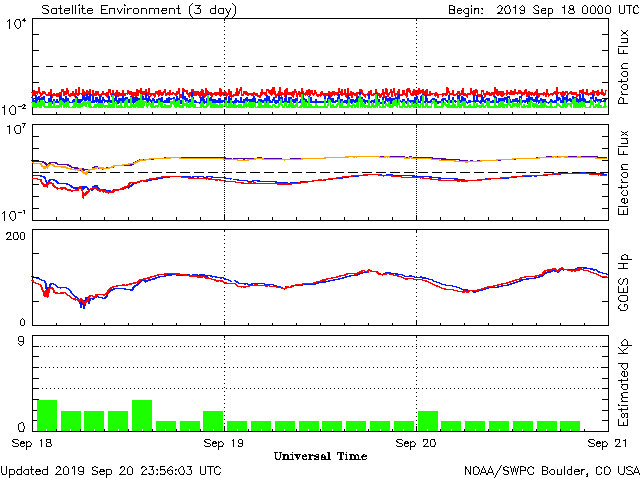 Satellite Environment (3 day) Begin: 2019 Sep 18 0000 UTC
10^4
10^-2
Proton Flux
10^7
10^-1
Electron Flux
200
0
GOES Hp
9
0
Estimated Kp
Sep 18 Sep 19 Sep 20 Sep 21
Universal Time
Updated 2019 Sep 20 23:56:03 UTC NOAA/SWPC Boulder, CO USA